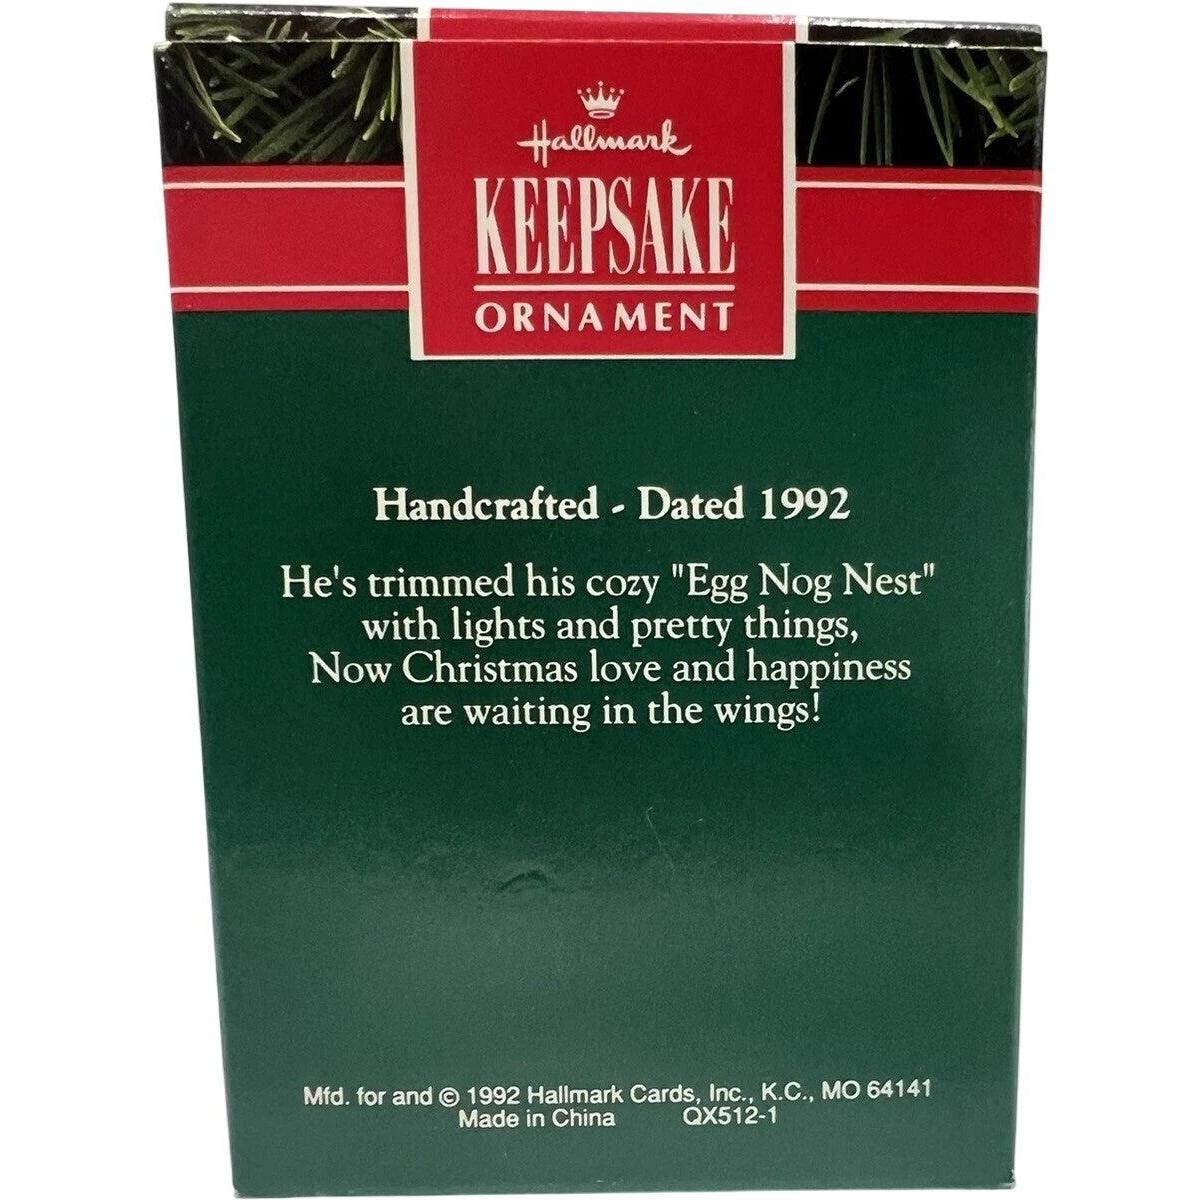 Hallmark
KEEPSAKE
ORNAMENT
Handcrafted - Dated 1992
He's trimmed his cozy "Egg Nog Nest"
with lights and pretty things,
Now Christmas love and happiness
are waiting in the wings!
Mfd. for and © 1992 Hallmark Cards, Inc., K.C., MO 64141
Made in China QX512-1